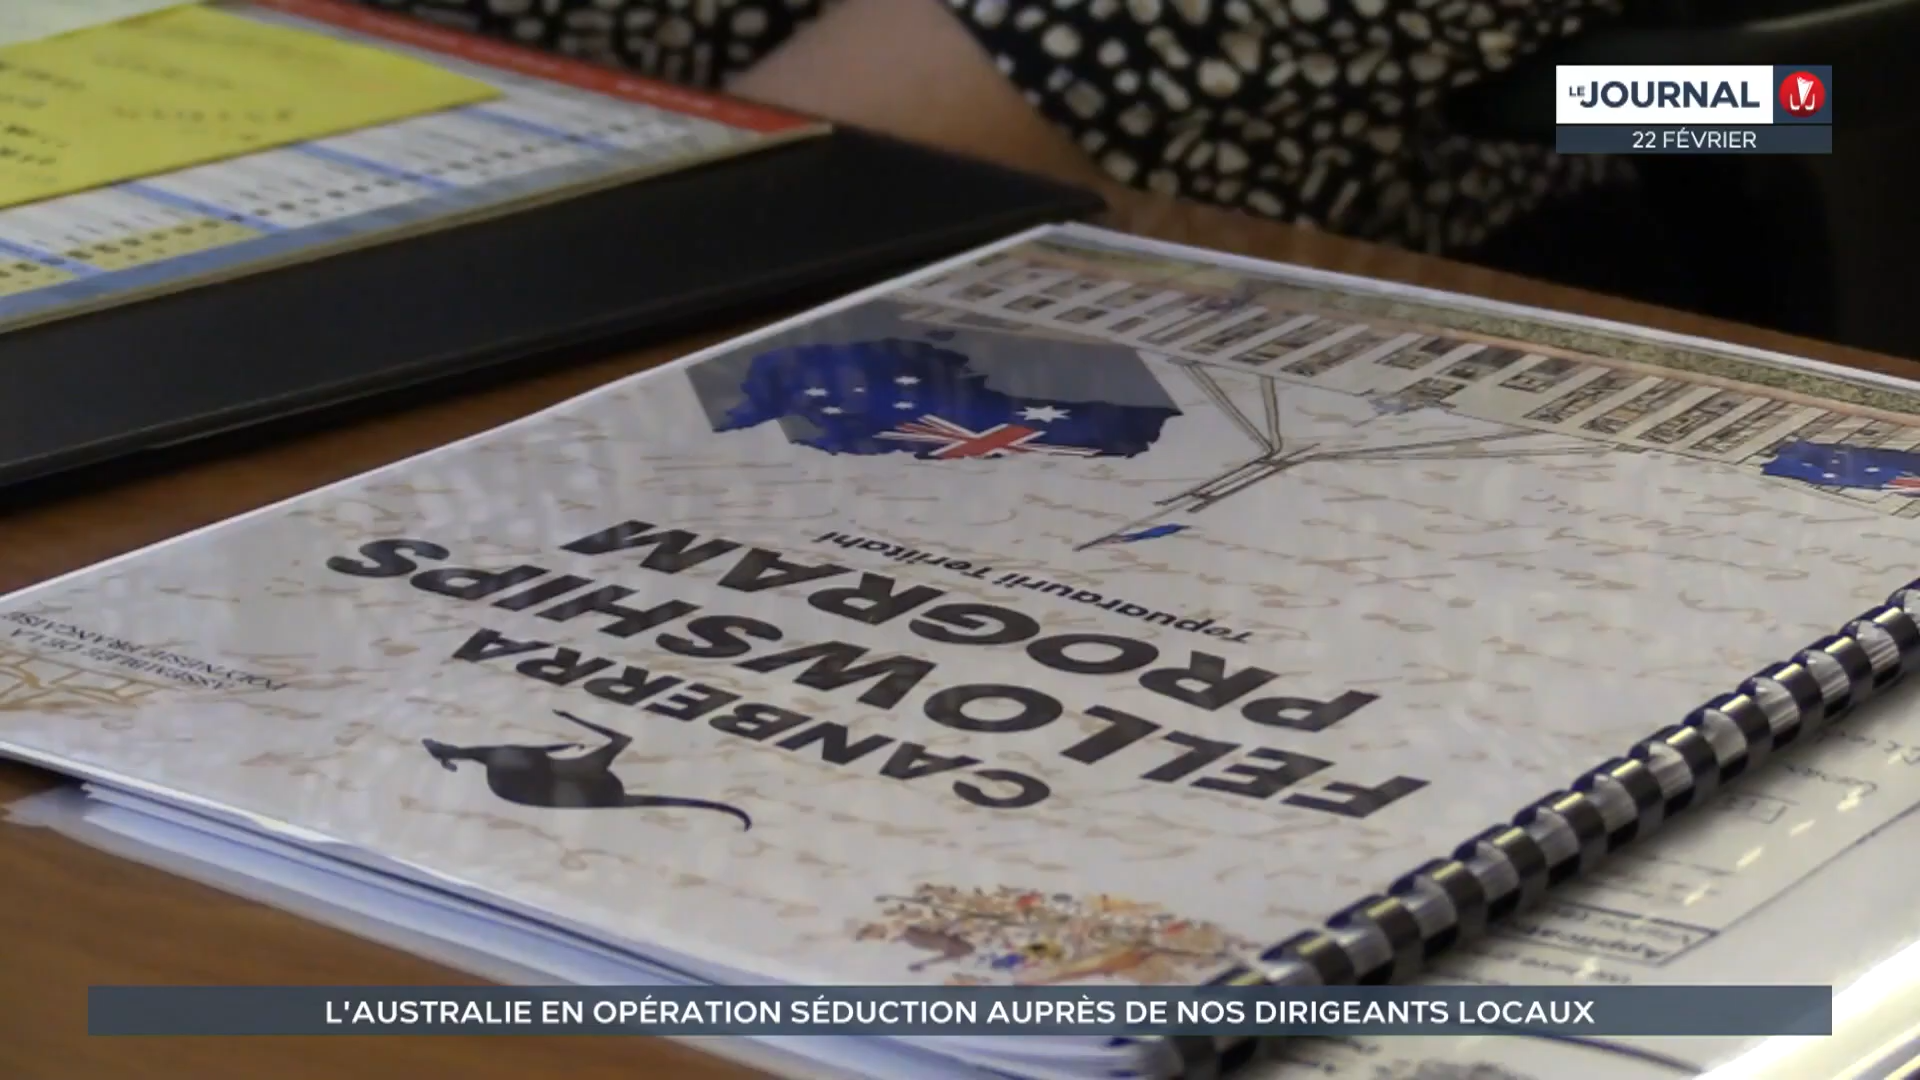 LE JOURNAL
22 FÉVRIER
CANBERRA
FELLOWSHIPS
PROGRAM
Tepuaraurii Teriitahi
ASSEMBLÉE DE LA
POLYNÉSIE FRANÇAISE
L'AUSTRALIE EN OPÉRATION SÉDUCTION AUPRÈS DE NOS DIRIGEANTS LOCAUX